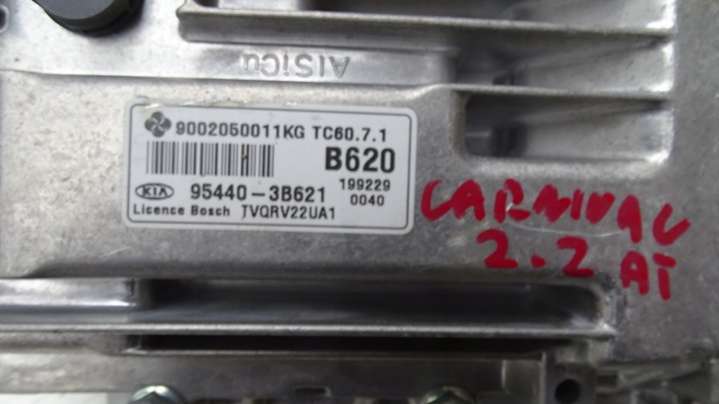 AlSiCu
9002050011KG TC60.7.1
B620
KIA 95440-3B621 199229
0040
Licence Bosch TVQRV22UA1
CARNIVAL
2.2 AT